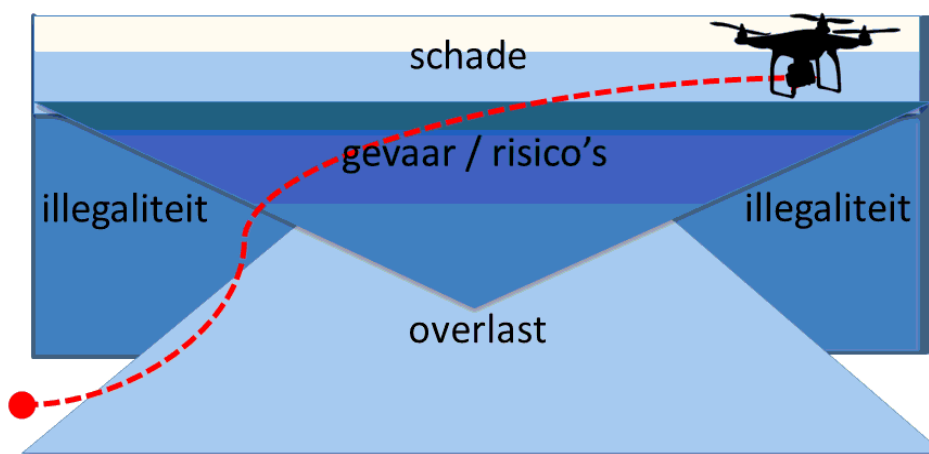 schade
gevaar / risico's
illegaliteit
illegaliteit
overlast